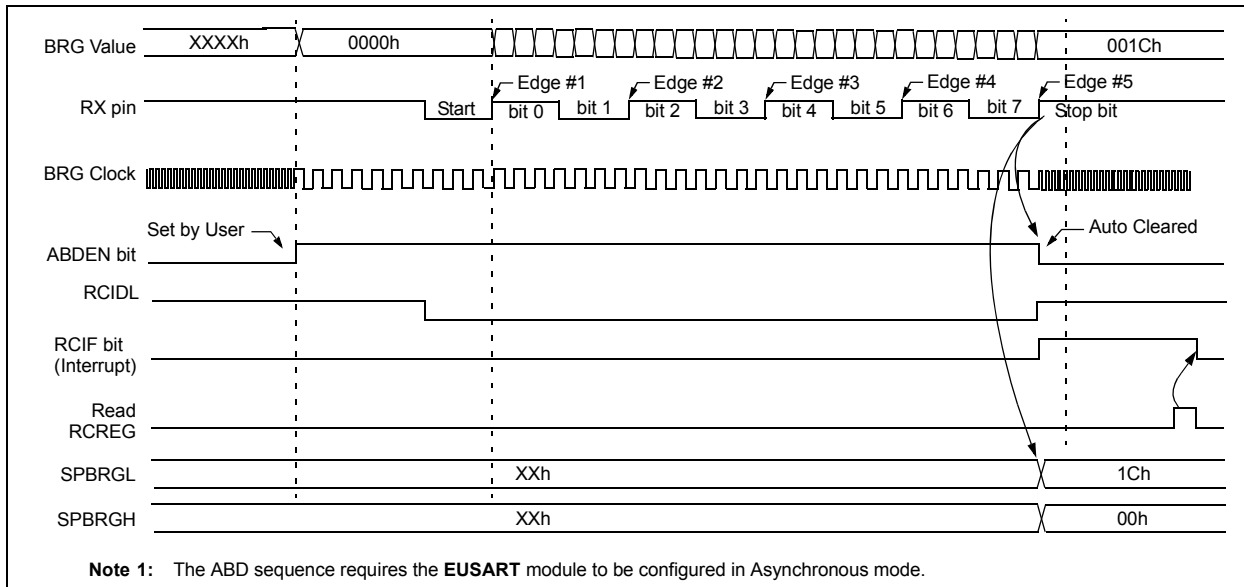 BRG Value XXXXh 0000h 001Ch
Edge #1 Edge #2 Edge #3 Edge #4 Edge #5
RX pin Start bit 0 bit 1 bit 2 bit 3 bit 4 bit 5 bit 6 bit 7 Stop bit
BRG Clock
Set by User Auto Cleared
ABDEN bit
RCIDL
RCIF bit
(Interrupt)
Read
RCREG
SPBRGL XXh 1Ch
SPBRGH XXh 00h
Note 1: The ABD sequence requires the EUSART module to be configured in Asynchronous mode.